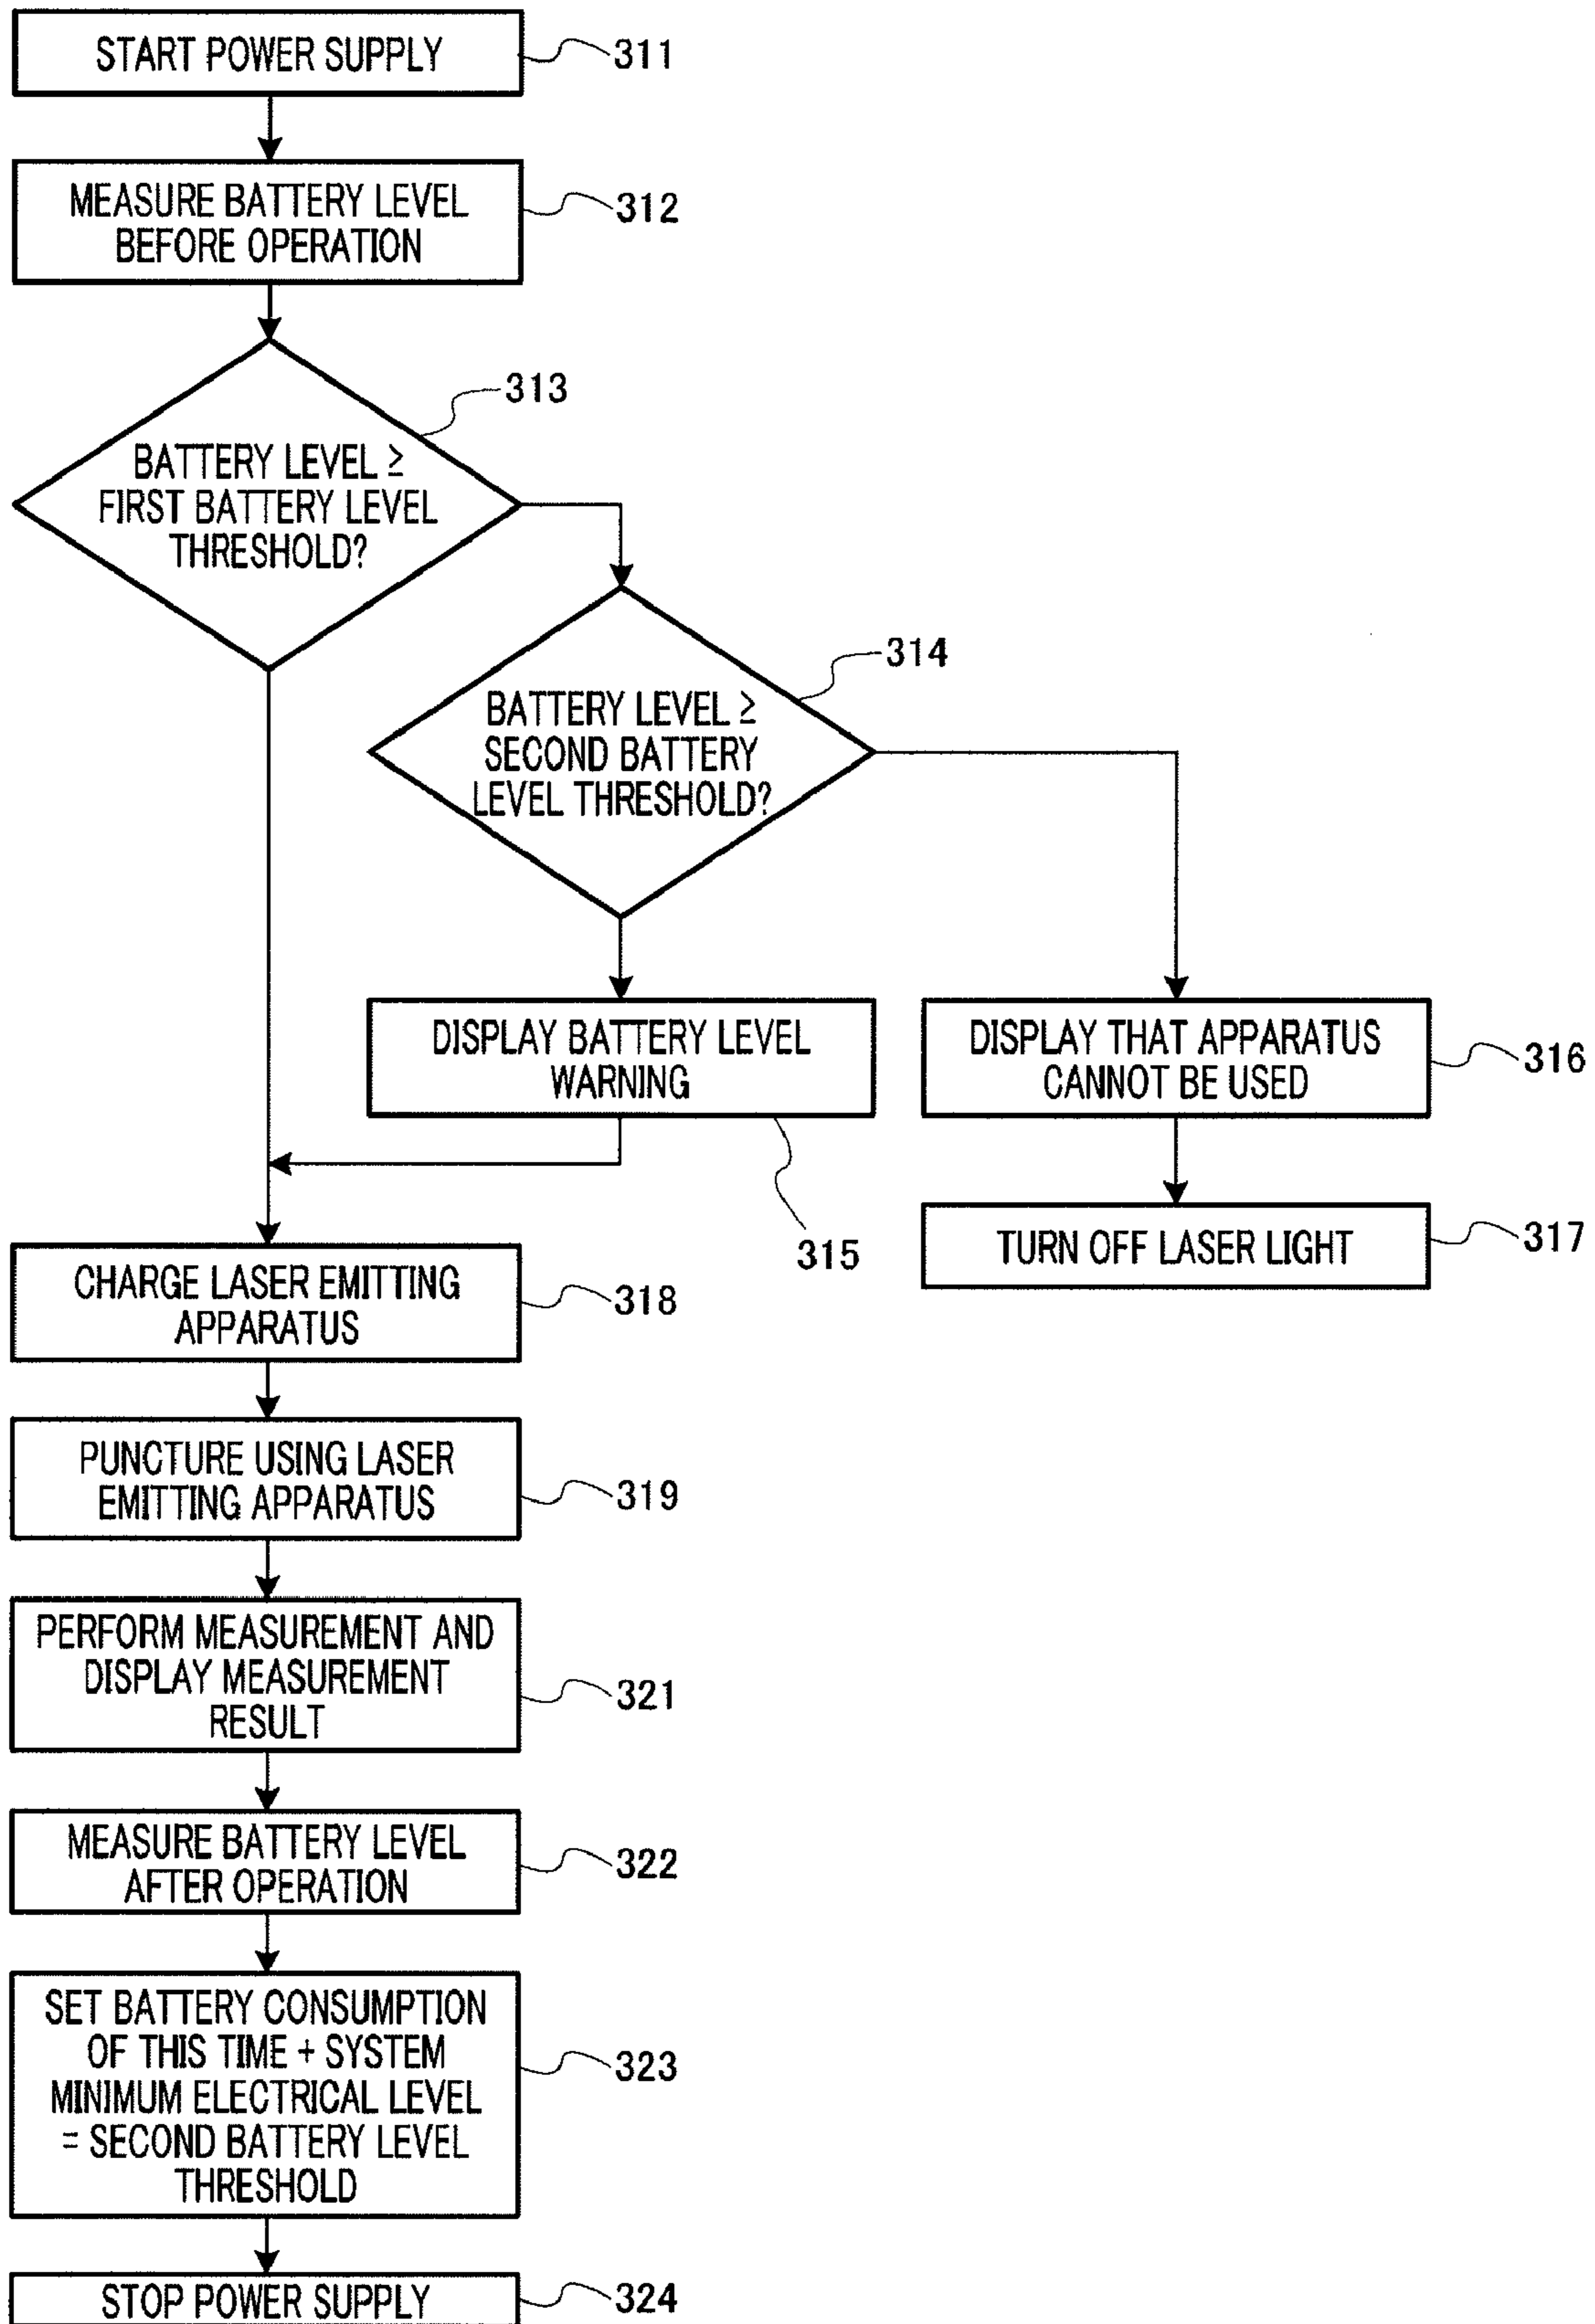 START POWER SUPPLY
311
MEASURE BATTERY LEVEL
BEFORE OPERATION
312
313
BATTERY LEVEL ≥
FIRST BATTERY LEVEL
THRESHOLD?
314
BATTERY LEVEL ≥
SECOND BATTERY
LEVEL THRESHOLD?
DISPLAY BATTERY LEVEL
WARNING
315
DISPLAY THAT APPARATUS
CANNOT BE USED
316
TURN OFF LASER LIGHT
317
CHARGE LASER EMITTING
APPARATUS
318
PUNCTURE USING LASER
EMITTING APPARATUS
319
PERFORM MEASUREMENT AND
DISPLAY MEASUREMENT
RESULT
321
MEASURE BATTERY LEVEL
AFTER OPERATION
322
SET BATTERY CONSUMPTION
OF THIS TIME + SYSTEM
MINIMUM ELECTRICAL LEVEL
= SECOND BATTERY LEVEL
THRESHOLD
323
STOP POWER SUPPLY
324